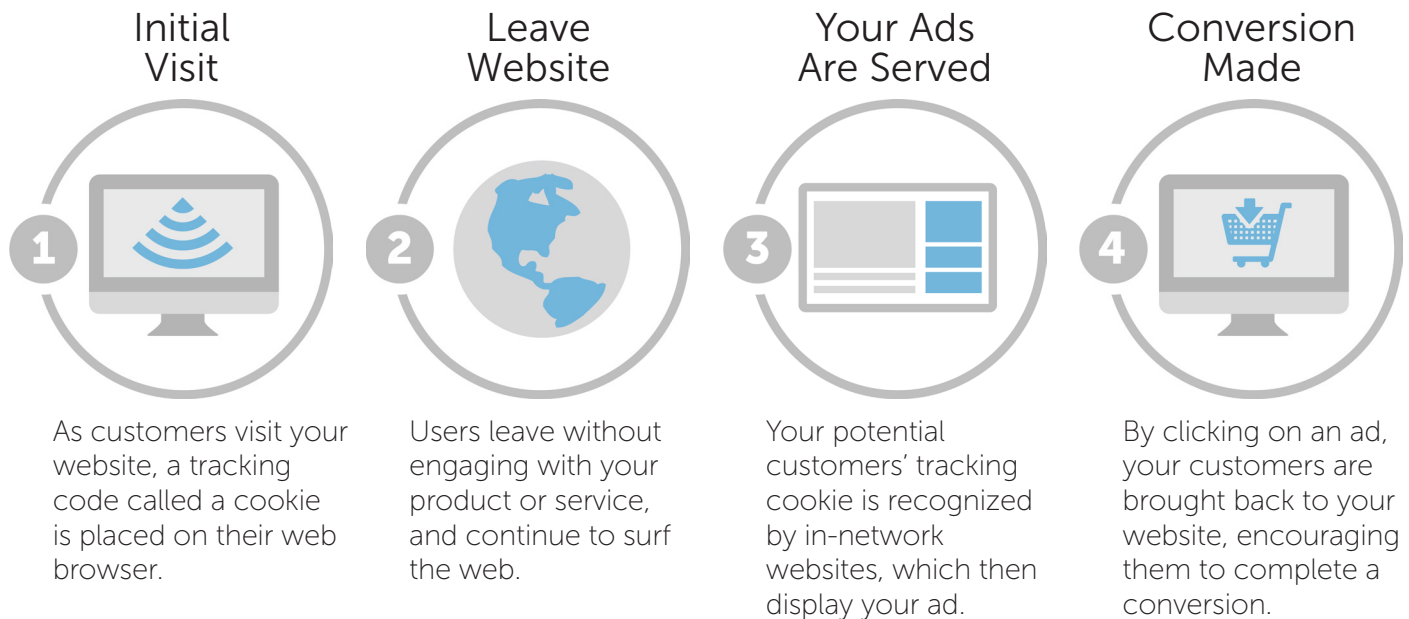 Initial
Visit
1
As customers visit your
website, a tracking
code called a cookie
is placed on their web
browser.
Leave
Website
2
Users leave without
engaging with your
product or service,
and continue to surf
the web.
Your Ads
Are Served
3
Your potential
customers’ tracking
cookie is recognized
by in-network
websites, which then
display your ad.
Conversion
Made
4
By clicking on an ad,
your customers are
brought back to your
website, encouraging
them to complete a
conversion.